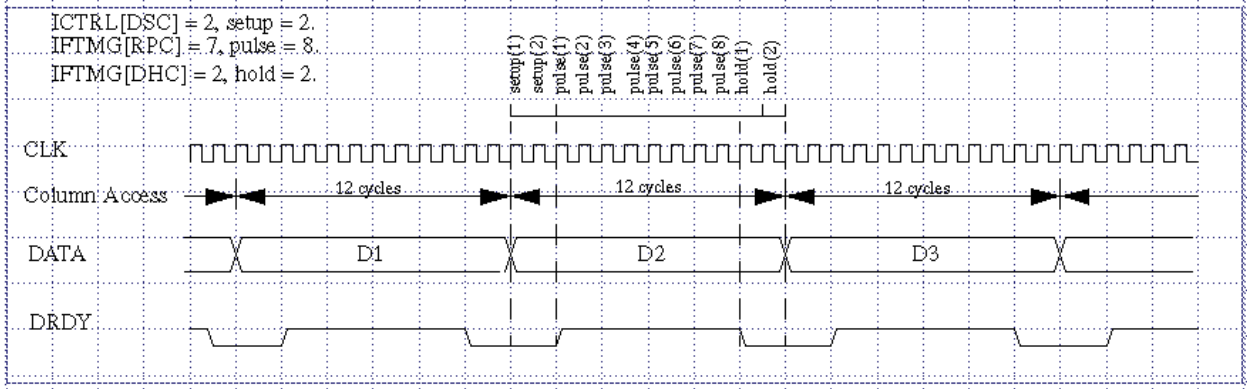 ICTRL[DSC] = 2, setup = 2.
IFTMG[RPC] = 7, pulse = 8.
IFTMG[DHC] = 2, hold = 2.
setup(1)
setup(2)
pulse(1)
pulse(2)
pulse(3)
pulse(4)
pulse(5)
pulse(6)
pulse(7)
pulse(8)
hold(1)
hold(2)
CLK
Column Access
12 cycles
12 cycles
12 cycles
DATA
D1
D2
D3
DRDY